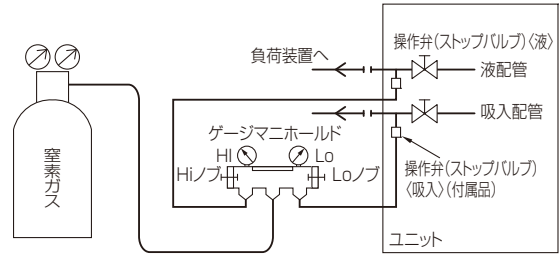 操作弁(ストップバルブ)〈液〉
負荷装置へ
液配管
吸入配管
ゲージマニホールド
HI
Lo
Hiノブ
Loノブ
操作弁(ストップバルブ)
〈吸入〉(付属品)
窒素ガス
ユニット